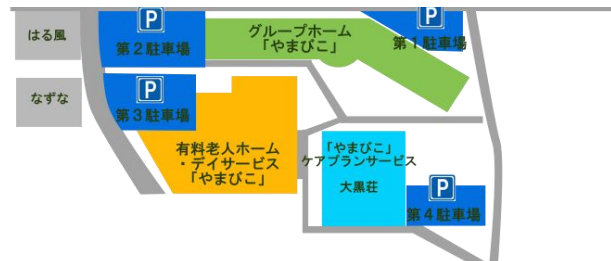 はる風
P
第2駐車場
グループホーム
「やまびこ」
P
第1駐車場
なずな
P
第3駐車場
有料老人ホーム
・デイサービス
「やまびこ」
「やまびこ」
ケアプランサービス
大黒荘
P
第4駐車場